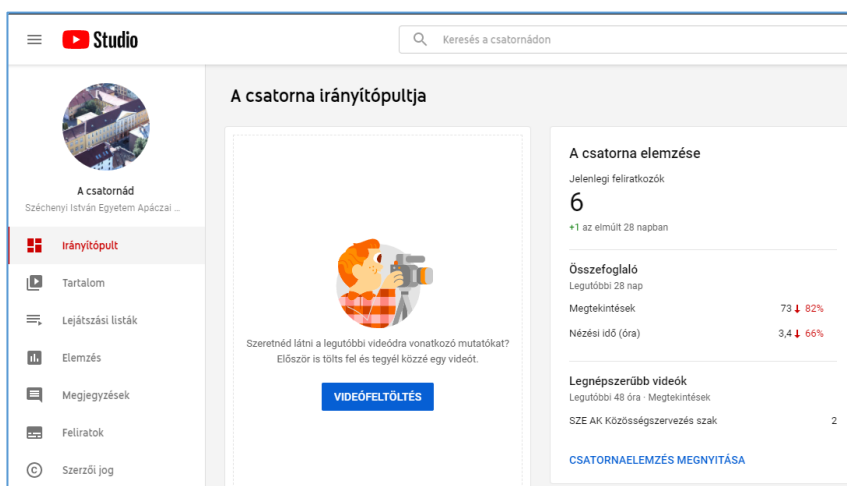 Studio
Keresés a csatornádon
A csatornád
Széchenyi István Egyetem Apáczai ...
Irányítópult
Tartalom
Lejátszási listák
Elemzés
Megjegyzések
Feliratok
Szerzői jog
A csatorna irányítópultja
Szeretnéd látni a legutóbbi videódra vonatkozó mutatókat?
Először is tölts fel és tegyél közzé egy videót.
VIDEÓFELTÖLTÉS
A csatorna elemzése
Jelenlegi feliratkozók
6
+1 az elmúlt 28 napban
Összefoglaló
Legutóbbi 28 nap
Megtekintések 73 ↓ 82%
Nézési idő (óra) 3,4 ↓ 66%
Legnépszerűbb videók
Legutóbbi 48 óra · Megtekintések
SZE AK Közösségszervezés szak 2
CSATORNAELEMZÉS MEGNYITÁSA